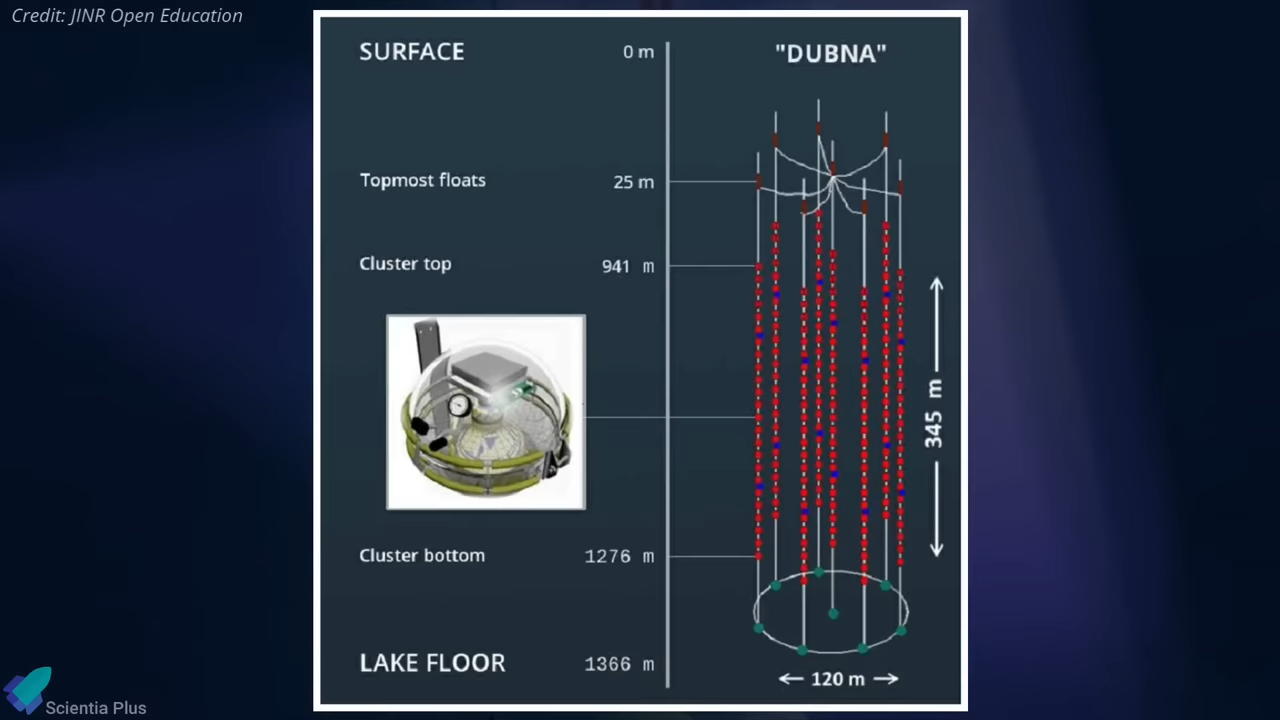 Credit: JINR Open Education
SURFACE 0 m "DUBNA"
Topmost floats 25 m
Cluster top 941 m
345 m
Cluster bottom 1276 m
LAKE FLOOR 1366 m
120 m
Scientia Plus